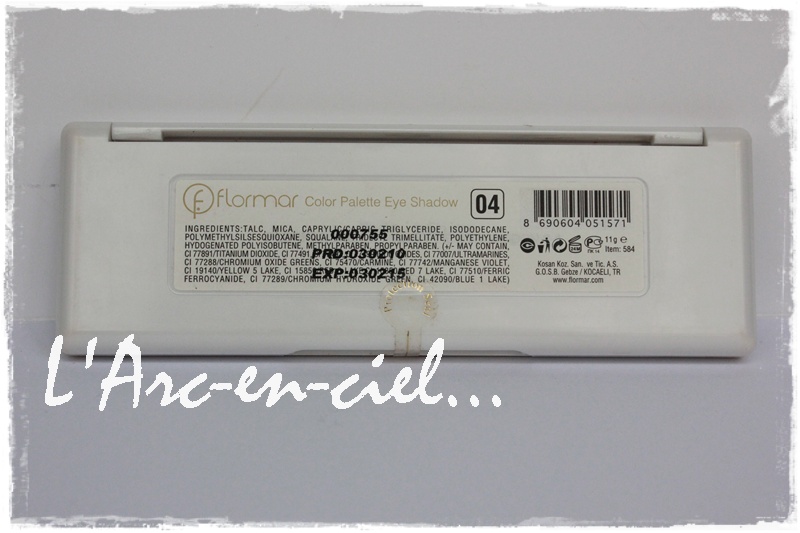 flormar Color Palette Eye Shadow 04
INGREDIENTS:TALC, MICA, CAPRYLIC/CAPRIC TRIGLYCERIDE, ISODODECANE,
POLYMETHYLSILSESQUIOXANE, TRIMELLITATE, POLYETHYLENE,
HYDROGENATED POLYISOBUTENE, METHYLPARABEN, PROPYLPARABEN, (+/- MAY CONTAIN
CI 77891/TITANIUM DIOXIDE, CI 77491, CI 77007/ULTRAMARINES,
CI 77288/CHROMIUM OXIDE GREENS, CI 75470/CARMINE, CI 77742/MANGANESE VIOLET,
CI 19140/YELLOW 5 LAKE, CI 7 LAKE, CI 77510/FERRIC
FERROCYANIDE, CI 77289/CHROMIUM HYDROXIDE GREEN, CI 42090/BLUE 1 LAKE)
000755
PRD:030210
EXP:030215
8 690604 051571
11g e
Item: 584
Kosan Koz. San. ve Tic. A.S.
G.O.S.B. Gebze / KOCAELİ, TR
www.flormar.com
Protection Seal
L'Arc-en-ciel...